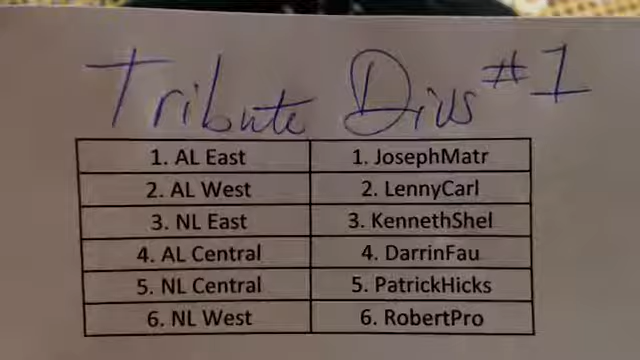 Tribute Divs #1
1. AL East 1. JosephMatr
2. AL West 2. LennyCarl
3. NL East 3. KennethShel
4. AL Central 4. DarrinFau
5. NL Central 5. PatrickHicks
6. NL West 6. RobertPro